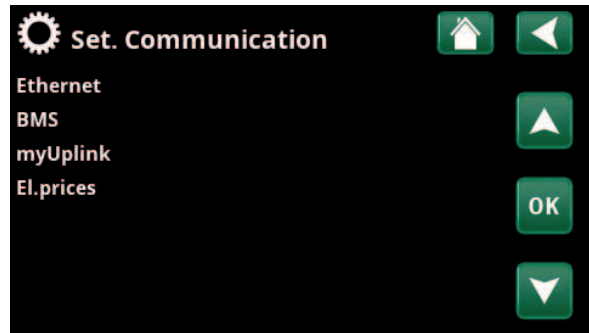 Set. Communication
Ethernet
BMS
myUplink
El.prices
OK